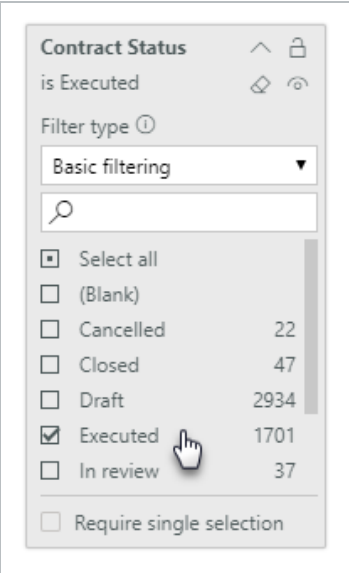 Contract Status
is Executed
Filter type
Basic filtering
Select all
(Blank)
Cancelled 22
Closed 47
Draft 2934
Executed 1701
In review 37
Require single selection